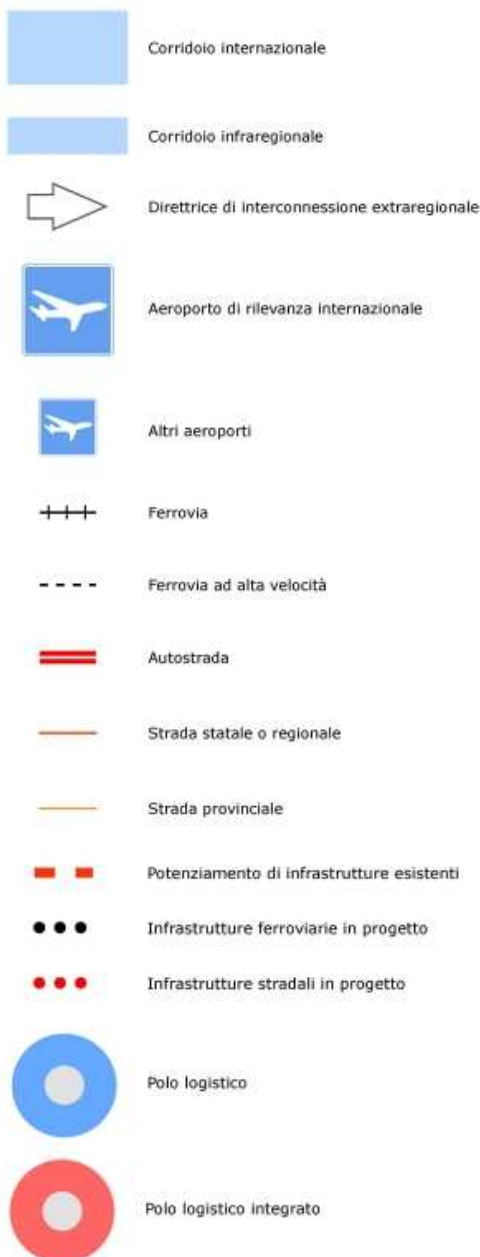 Corridoio internazionale
Corridoio infraregionale
Direttrice di interconnessione extraregionale
Aeroporto di rilevanza internazionale
Altri aeroporti
Ferrovia
Ferrovia ad alta velocità
Autostrada
Strada statale o regionale
Strada provinciale
Potenziamento di infrastrutture esistenti
Infrastrutture ferroviarie in progetto
Infrastrutture stradali in progetto
Polo logistico
Polo logistico integrato